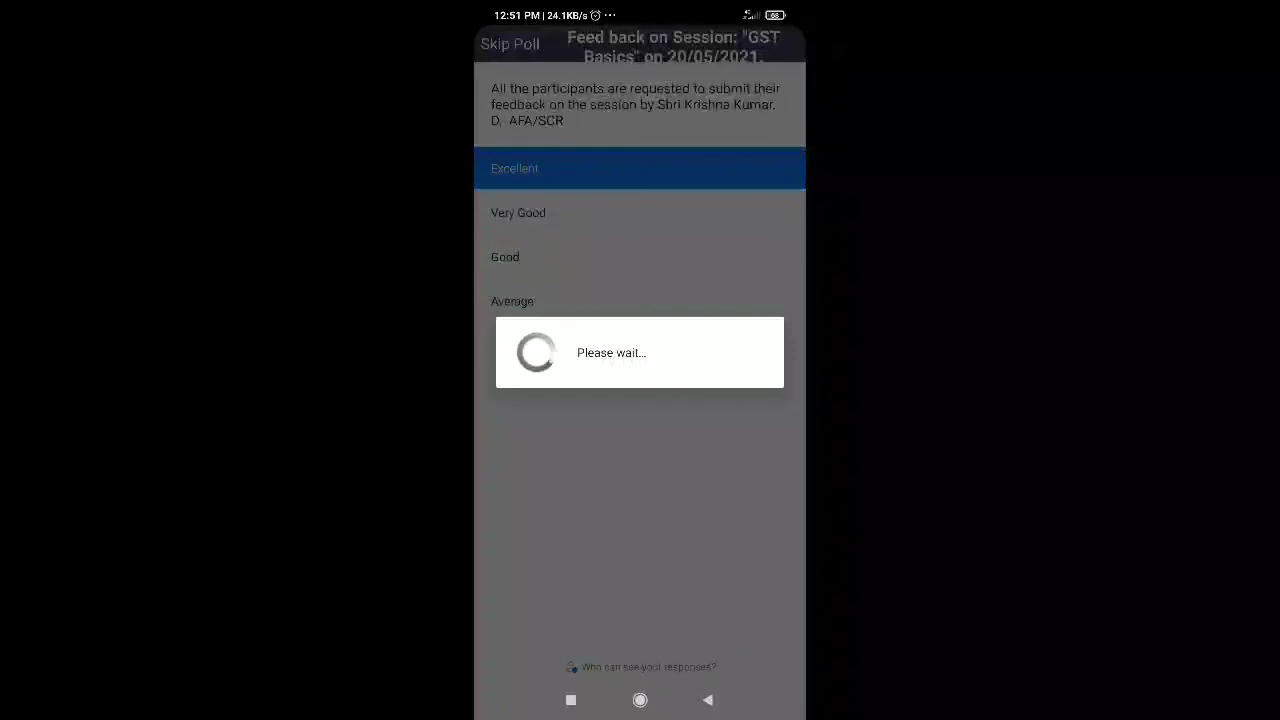 12:51 PM | 24.1KB/s ...
4G 68
Skip Poll
Feed back on Session: "GST
Basics" on 20/05/2021.
All the participants are requested to submit their
feedback on the session by Shri Krishna Kumar.
D, AFA/SCR
Excellent
Very Good
Good
Average
Please wait...
Who can see your responses?